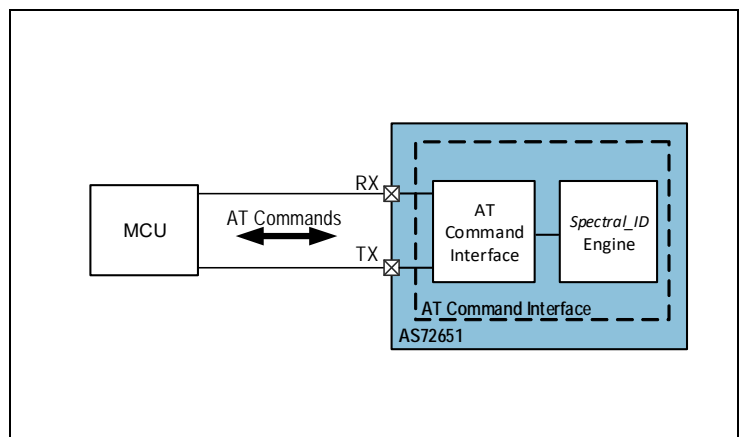 RX
AT Commands
MCU
TX
AT
Command
Interface
Spectral_ID
Engine
AT Command Interface
AS72651